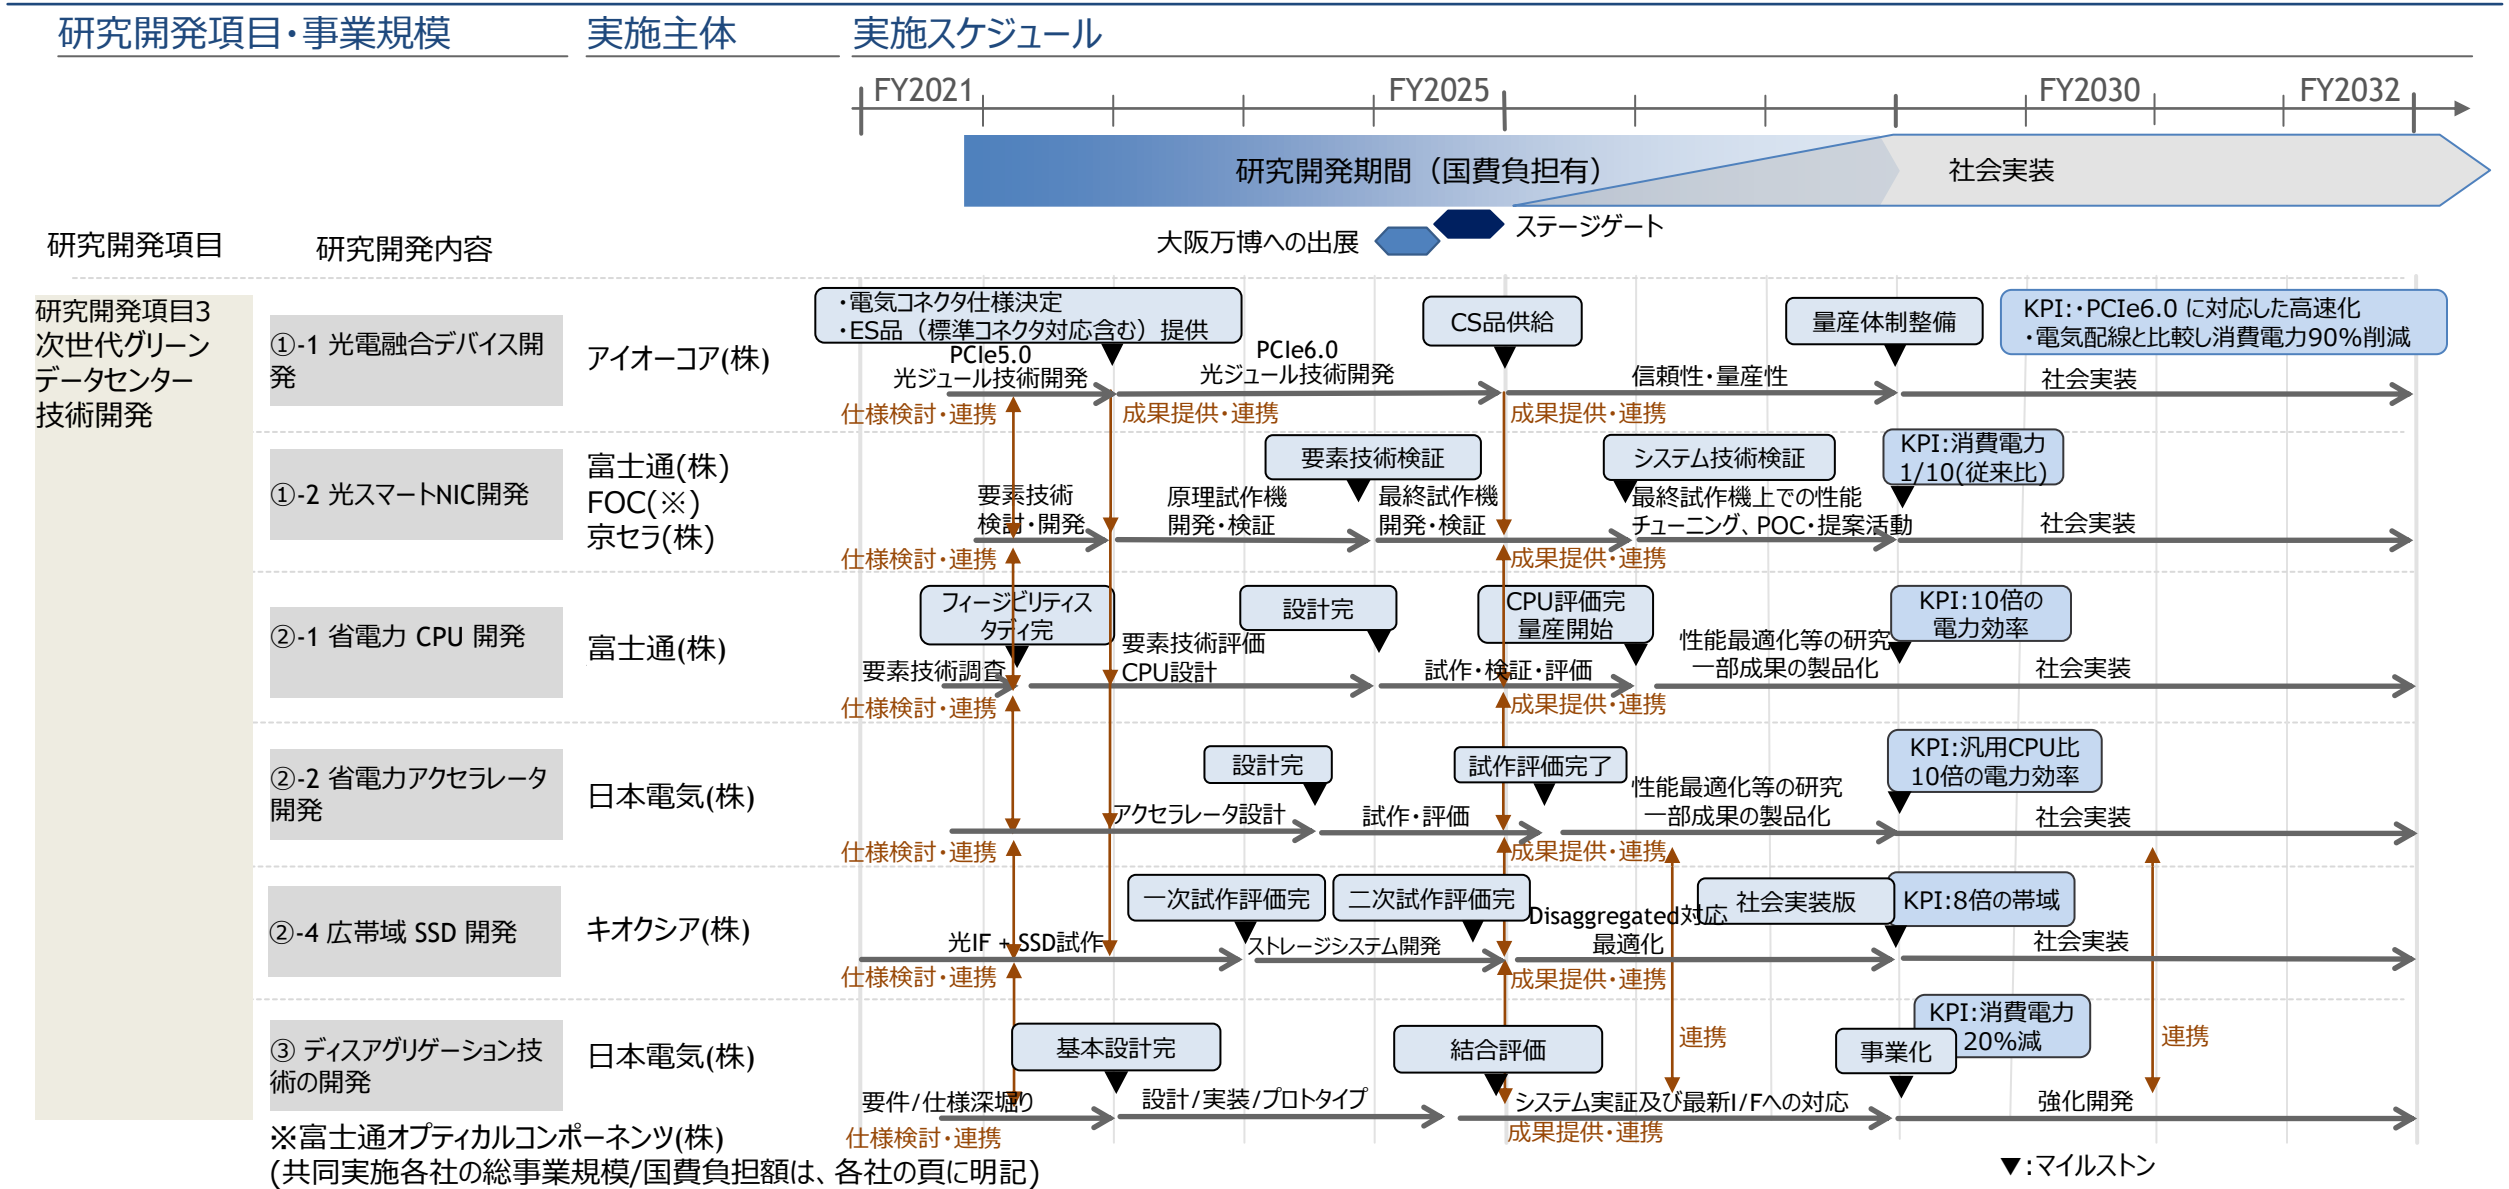 研究開発項目・事業規模
実施主体
実施スケジュール
FY2021
FY2025
FY2030
FY2032
研究開発期間（国費負担有）
社会実装
大阪万博への出展
ステージゲート
研究開発項目
研究開発内容
研究開発項目3
次世代グリーン
データセンター
技術開発
①-1 光電融合デバイス開
発
アイオーコア(株)
・電気コネクタ仕様決定
・ES品（標準コネクタ対応含む）提供
CS品供給
量産体制整備
KPI:・PCIe6.0 に対応した高速化
・電気配線と比較し消費電力90%削減
PCIe5.0
光ジュール技術開発
PCIe6.0
光ジュール技術開発
信頼性・量産性
社会実装
仕様検討・連携
成果提供・連携
成果提供・連携
①-2 光スマートNIC開発
富士通(株)
FOC(※)
京セラ(株)
要素技術検証
システム技術検証
KPI:消費電力
1/10(従来比)
要素技術
検討・開発
原理試作機
開発・検証
最終試作機
開発・検証
最終試作機上での性能
チューニング、POC・提案活動
社会実装
仕様検討・連携
成果提供・連携
②-1 省電力 CPU 開発
富士通(株)
フィージビリティス
タディ完
設計完
CPU評価完
量産開始
KPI:10倍の
電力効率
要素技術調査
要素技術評価
CPU設計
試作・検証・評価
性能最適化等の研究
一部成果の製品化
社会実装
仕様検討・連携
成果提供・連携
②-2 省電力アクセラレータ
開発
日本電気(株)
設計完
試作評価完了
KPI:汎用CPU比
10倍の電力効率
アクセラレータ設計
試作・評価
性能最適化等の研究
一部成果の製品化
社会実装
仕様検討・連携
成果提供・連携
②-4 広帯域 SSD 開発
キオクシア(株)
一次試作評価完
二次試作評価完
社会実装版
KPI:8倍の帯域
光IF + SSD試作
ストレージシステム開発
Disaggregated対応
最適化
社会実装
仕様検討・連携
成果提供・連携
③ ディスアグリゲーション技
術の開発
日本電気(株)
基本設計完
結合評価
連携
事業化
KPI:消費電力
20%減
連携
要件/仕様深堀り
設計/実装/プロトタイプ
システム実証及び最新I/Fへの対応
強化開発
仕様検討・連携
成果提供・連携
※富士通オプティカルコンポーネンツ(株)
(共同実施各社の総事業規模/国費負担額は、各社の頁に明記)
▼:マイルストン